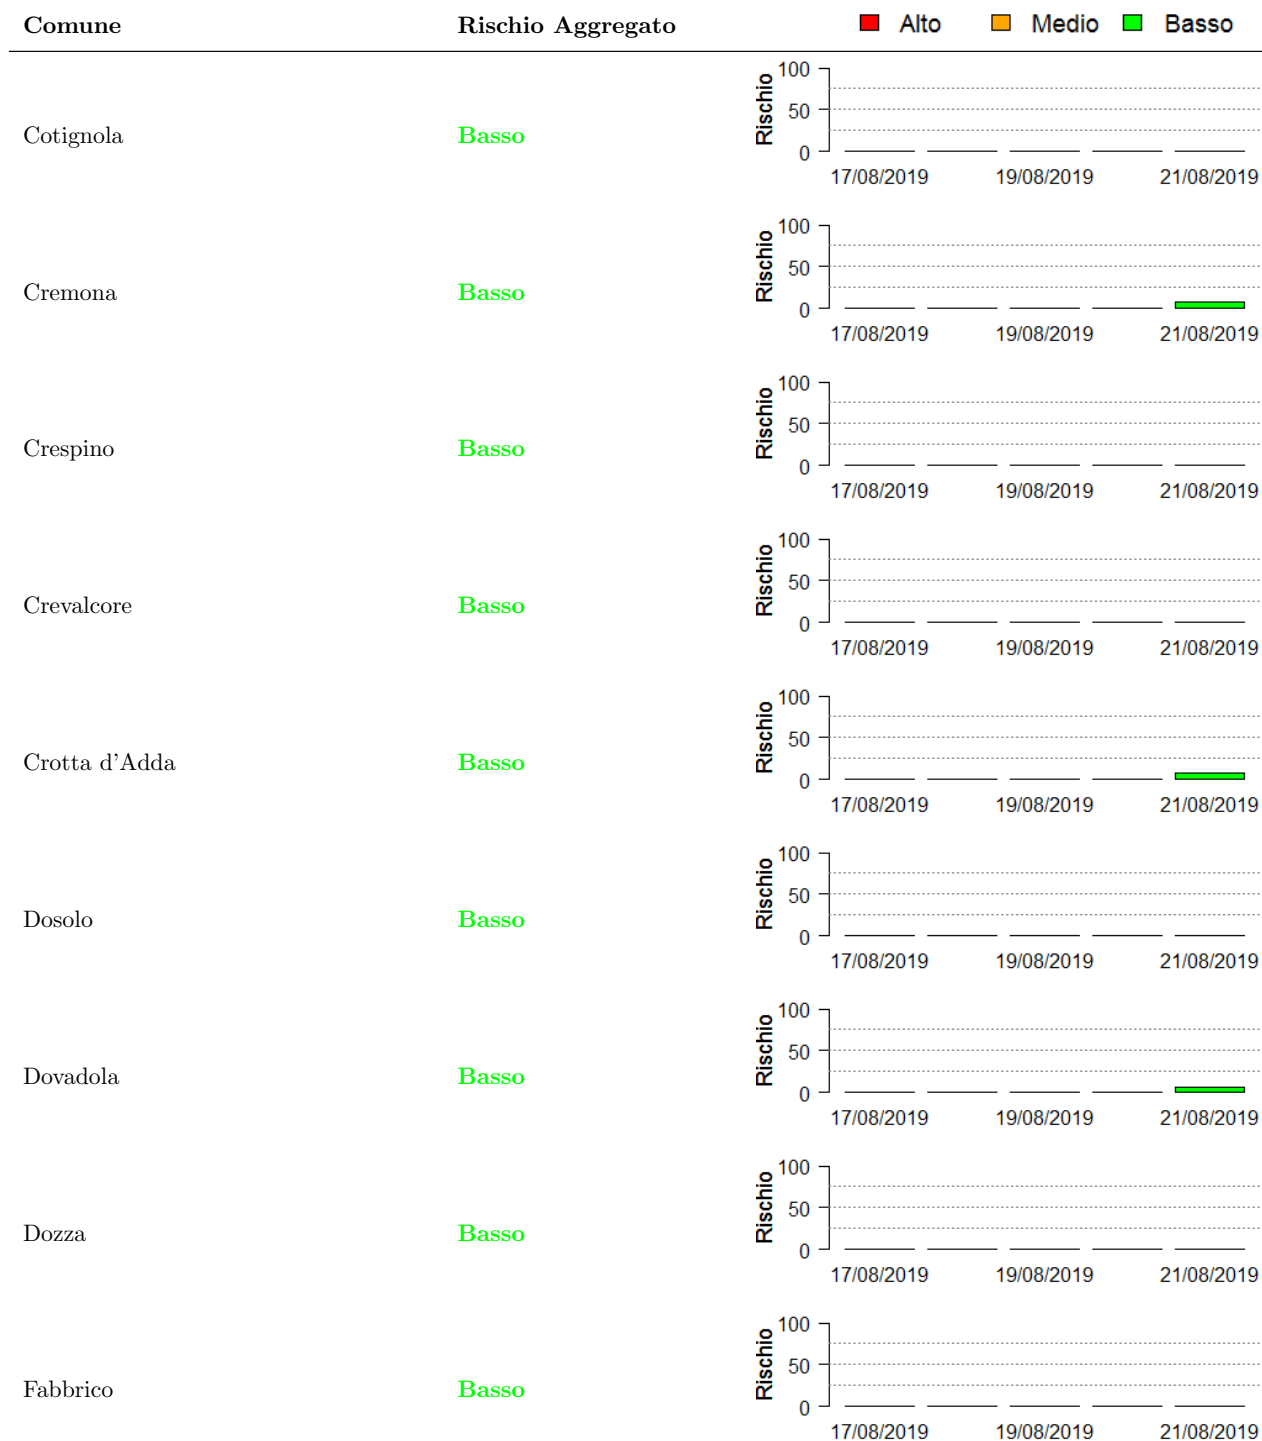 Comune Rischio Aggregato Alto Medio Basso
Cotignola Basso Rischio 100 50 0
17/08/2019 19/08/2019 21/08/2019
Cremona Basso Rischio 100 50 0
17/08/2019 19/08/2019 21/08/2019
Crespino Basso Rischio 100 50 0
17/08/2019 19/08/2019 21/08/2019
Crevalcore Basso Rischio 100 50 0
17/08/2019 19/08/2019 21/08/2019
Crotta d'Adda Basso Rischio 100 50 0
17/08/2019 19/08/2019 21/08/2019
Dosolo Basso Rischio 100 50 0
17/08/2019 19/08/2019 21/08/2019
Dovadola Basso Rischio 100 50 0
17/08/2019 19/08/2019 21/08/2019
Dozza Basso Rischio 100 50 0
17/08/2019 19/08/2019 21/08/2019
Fabbrico Basso Rischio 100 50 0
17/08/2019 19/08/2019 21/08/2019